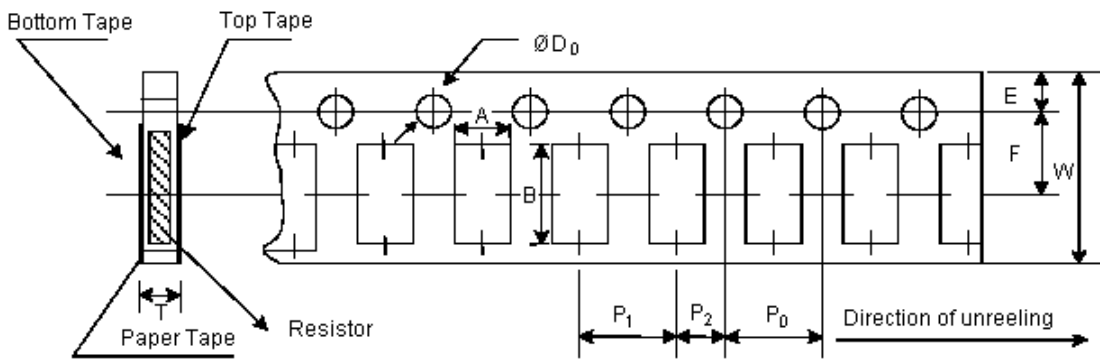 Bottom Tape
Top Tape
ØD₀
E
A
F
B
W
T
P₁
P₂
P₀
Direction of unreeling
Paper Tape
Resistor